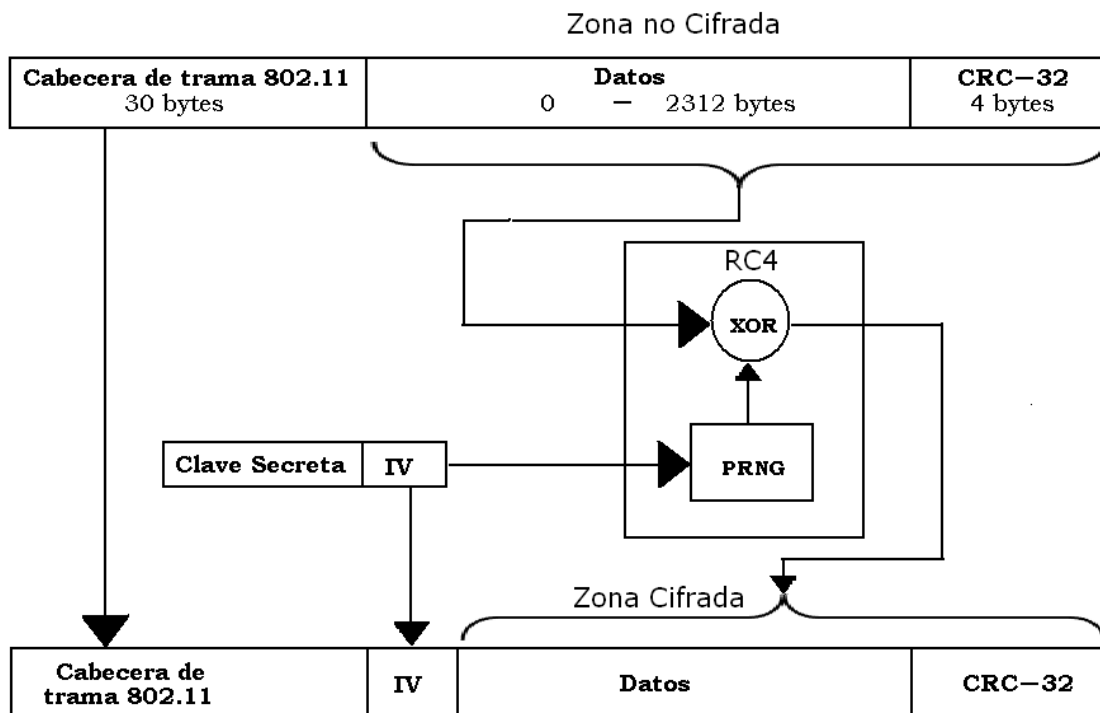 Zona no Cifrada
Cabecera de trama 802.11
30 bytes
Datos
0 — 2312 bytes
CRC—32
4 bytes
RC4
XOR
Clave Secreta
IV
PRNG
Zona Cifrada
Cabecera de
trama 802.11
IV
Datos
CRC—32